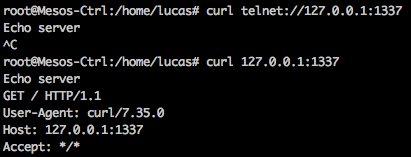 root@Mesos-Ctrl:/home/lucas# curl telnet://127.0.0.1:1337
Echo server
^C
root@Mesos-Ctrl:/home/lucas# curl 127.0.0.1:1337
Echo server
GET / HTTP/1.1
User-Agent: curl/7.35.0
Host: 127.0.0.1:1337
Accept: */*